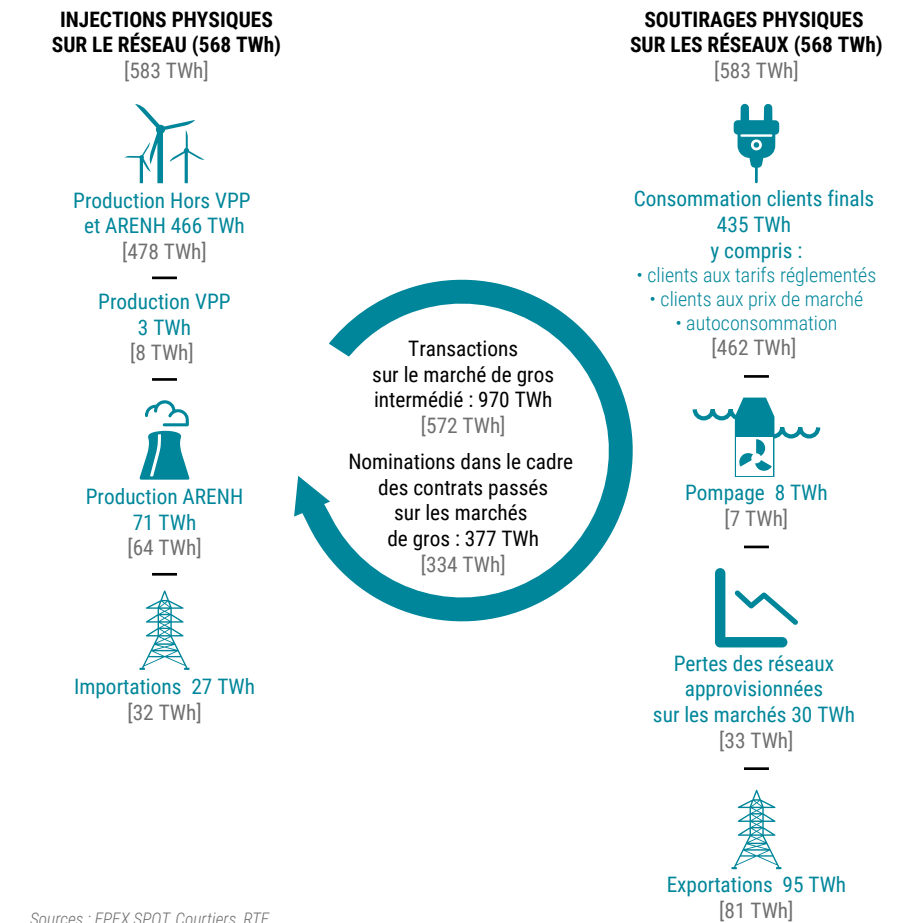 INJECTIONS PHYSIQUES
SUR LE RÉSEAU (568 TWh)
[583 TWh]
Production Hors VPP
et ARENH 466 TWh
[478 TWh]
Production VPP
3 TWh
[8 TWh]
Production ARENH
71 TWh
[64 TWh]
Importations 27 TWh
[32 TWh]
Transactions
sur le marché de gros
intermédié : 970 TWh
[572 TWh]
Nominations dans le cadre
des contrats passés
sur les marchés
de gros : 377 TWh
[334 TWh]
SOUTIRAGES PHYSIQUES
SUR LES RÉSEAUX (568 TWh)
[583 TWh]
Consommation clients finals
435 TWh
y compris :
• clients aux tarifs réglementés
• clients aux prix de marché
• autoconsommation
[462 TWh]
Pompage 8 TWh
[7 TWh]
Pertes des réseaux
approvisionnées
sur les marchés 30 TWh
[33 TWh]
Exportations 95 TWh
[81 TWh]
Sources : EPEX SPOT, Courtiers, RTE